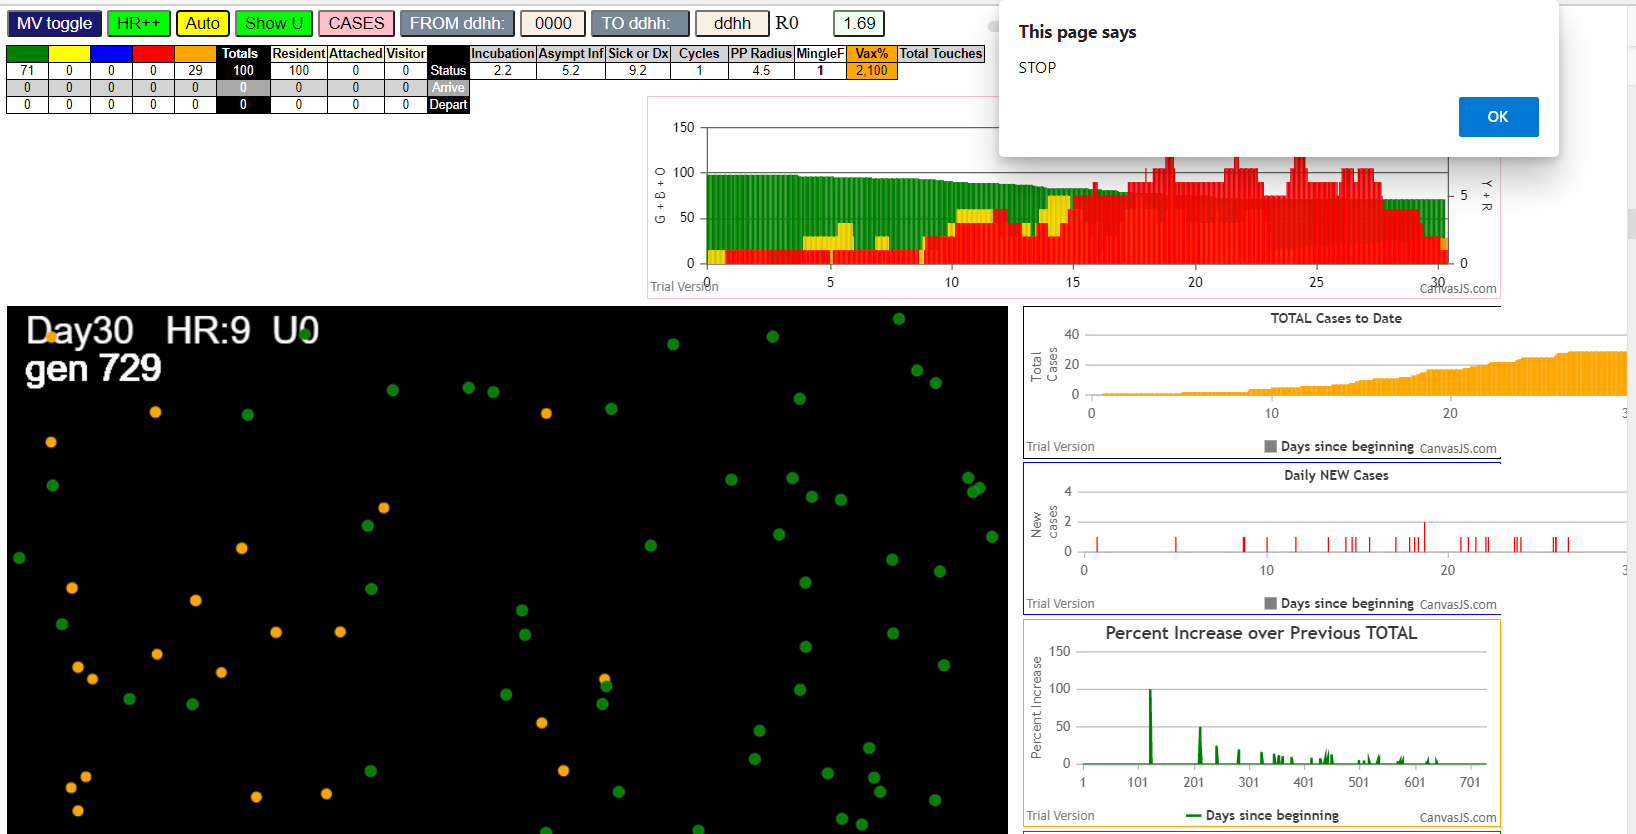 MV toggle HR++ Auto Show U CASES FROM ddhh: 0000 TO ddhh: ddhh R0 1.69
This page says
STOP
OK
Totals Resident Attached Visitor Incubation Asympt Inf Sick or Dx Cycles PP Radius MingleF Vax% Total Touches
71 0 0 0 29 100 100 0 0 Status 2.2 5.2 9.2 1 4.5 1 2,100
0 0 0 0 0 0 0 0 0 Arrive
0 0 0 0 0 0 0 0 0 Depart
150
100
50
0
G + B + O
5
0
Y + R
0 5 10 15 20 25 30
Trial Version CanvasJS.com
Day30 HR:9 U0
gen 729
TOTAL Cases to Date
40
20
0
Total
Cases
0 10 20 3
Days since beginning
Trial Version CanvasJS.com
Daily NEW Cases
4
2
0
New
cases
0 10 20 3
Days since beginning
Trial Version CanvasJS.com
Percent Increase over Previous TOTAL
150
100
50
0
Percent Increase
1 101 201 301 401 501 601 701
Days since beginning
Trial Version CanvasJS.com